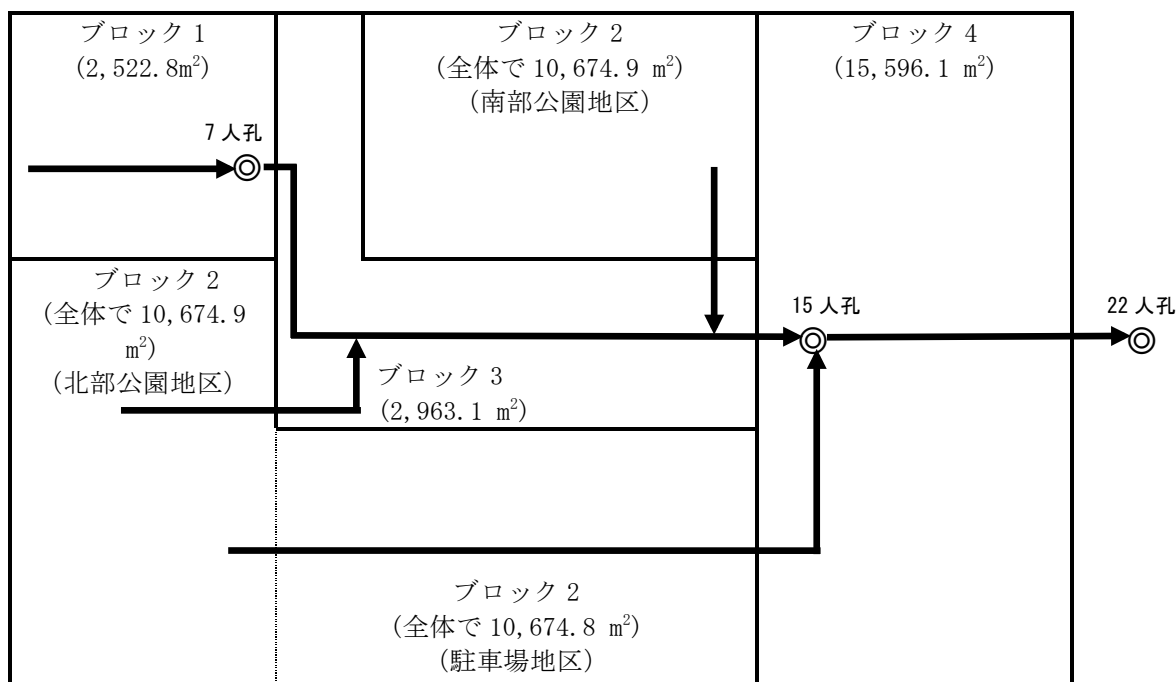 ブロック 1
(2,522.8m²)
7 人孔
ブロック 2
(全体で 10,674.9 m²)
(南部公園地区)
ブロック 4
(15,596.1 m²)
ブロック 2
(全体で 10,674.9
m²)
(北部公園地区)
ブロック 3
(2,963.1 m²)
15 人孔
22 人孔
ブロック 2
(全体で 10,674.8 m²)
(駐車場地区)